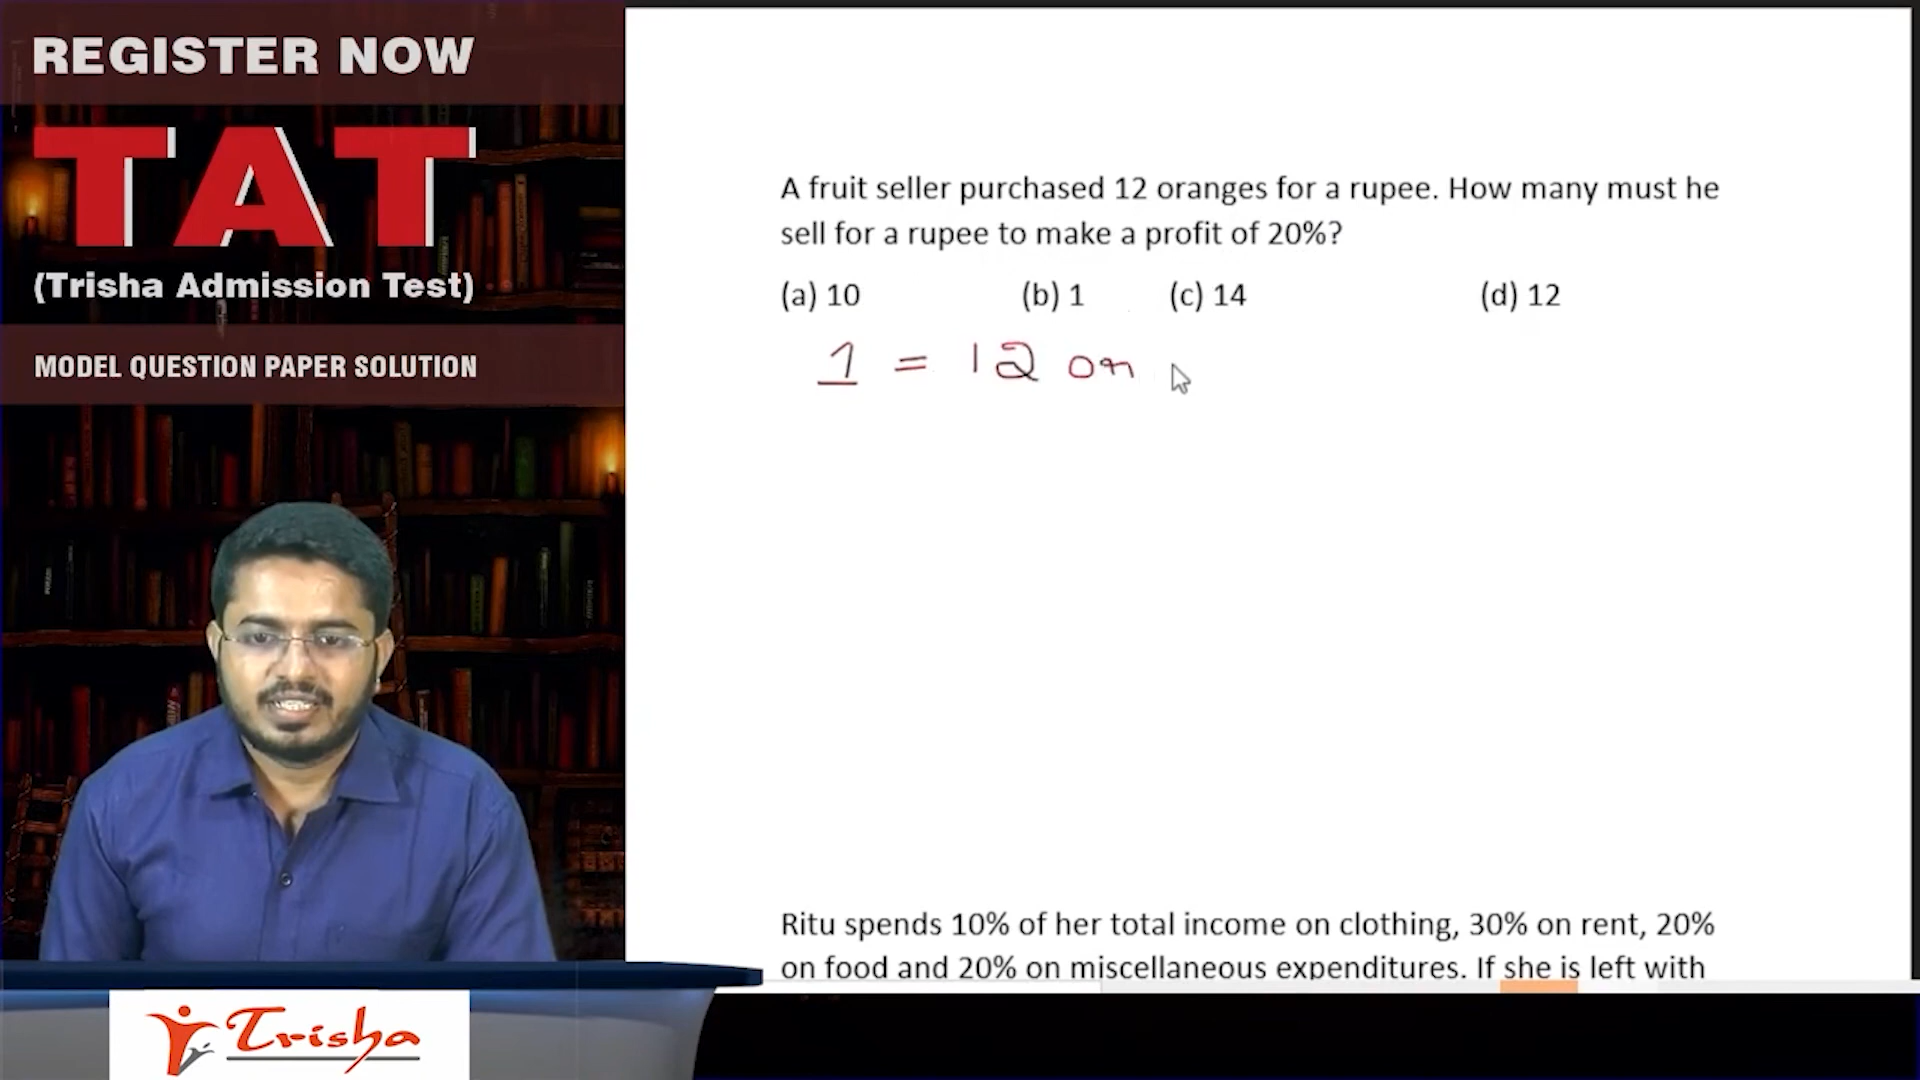 REGISTER NOW
TAT
(Trisha Admission Test)
MODEL QUESTION PAPER SOLUTION
A fruit seller purchased 12 oranges for a rupee. How many must he
sell for a rupee to make a profit of 20%?
(a) 10 (b) 1 (c) 14 (d) 12
1 = 12 on
Ritu spends 10% of her total income on clothing, 30% on rent, 20%
on food and 20% on miscellaneous expenditures. If she is left with
Trisha